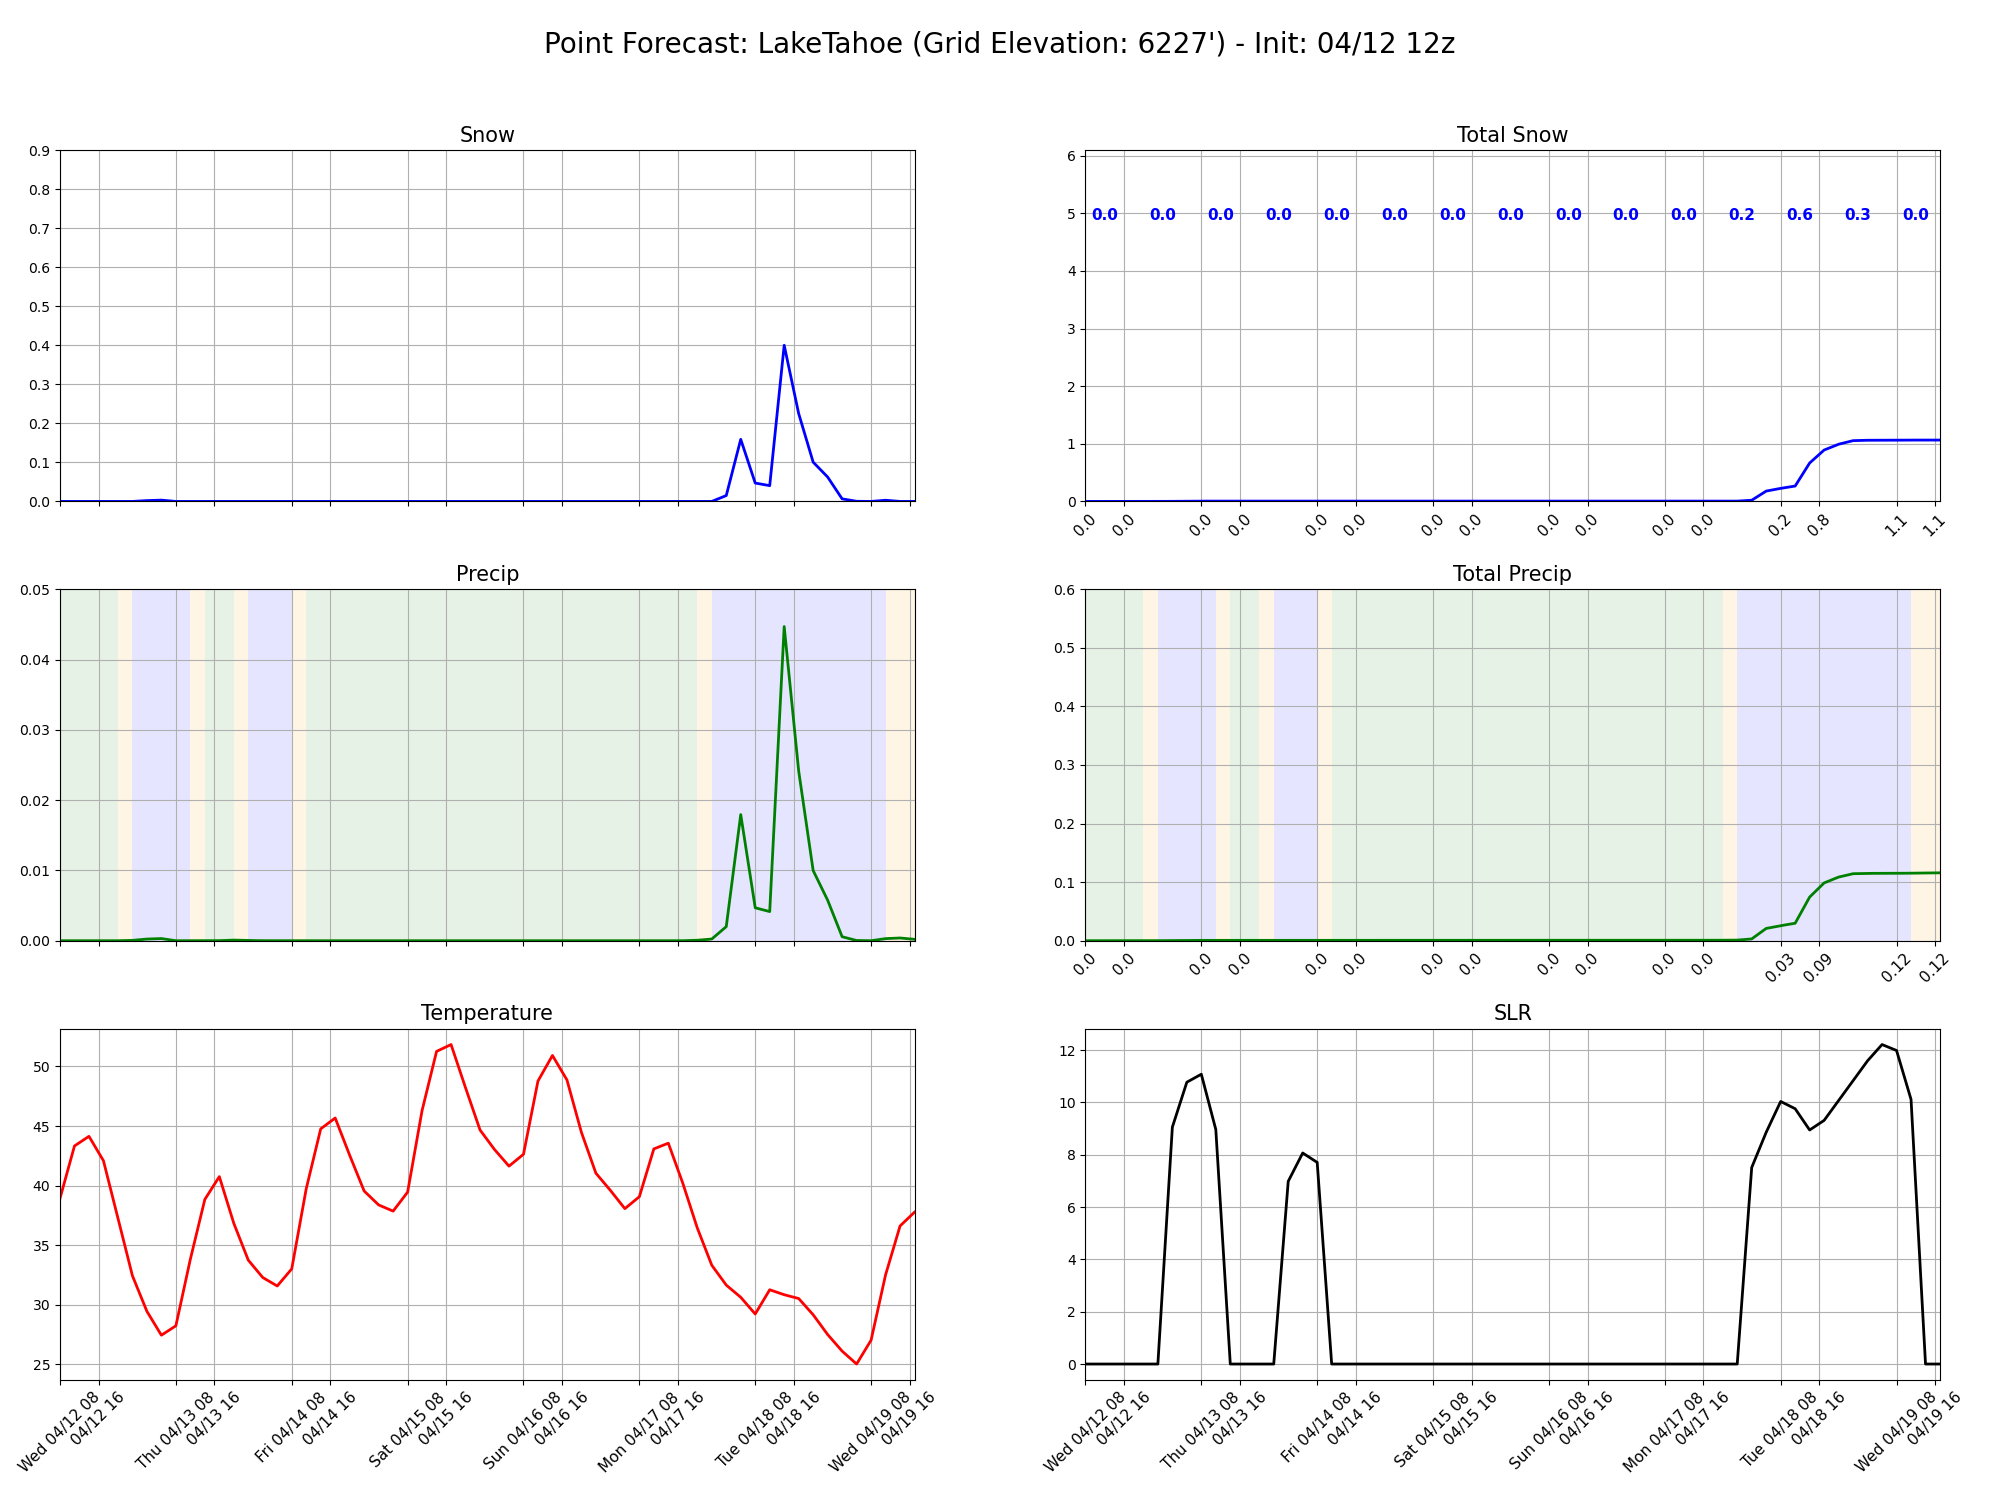 Point Forecast: LakeTahoe (Grid Elevation: 6227') - Init: 04/12 12z
Snow
0.9
0.8
0.7
0.6
0.5
0.4
0.3
0.2
0.1
0.0
Total Snow
6
5
4
3
2
1
0
0.0 0.0 0.0 0.0 0.0 0.0 0.0 0.0 0.0 0.0 0.0 0.2 0.6 0.3 0.0
0.0 0.0 0.0 0.0 0.0 0.0 0.0 0.0 0.0 0.0 0.0 0.0 0.2 0.8 1.1 1.1
Precip
0.05
0.04
0.03
0.02
0.01
0.00
Total Precip
0.6
0.5
0.4
0.3
0.2
0.1
0.0
0.0 0.0 0.0 0.0 0.0 0.0 0.0 0.0 0.0 0.0 0.0 0.0 0.03 0.09 0.12 0.12
Temperature
50
45
40
35
30
25
Wed 04/12 08
04/12 16
Thu 04/13 08
04/13 16
Fri 04/14 08
04/14 16
Sat 04/15 08
04/15 16
Sun 04/16 08
04/16 16
Mon 04/17 08
04/17 16
Tue 04/18 08
04/18 16
Wed 04/19 08
04/19 16
SLR
12
10
8
6
4
2
0
Wed 04/12 08
04/12 16
Thu 04/13 08
04/13 16
Fri 04/14 08
04/14 16
Sat 04/15 08
04/15 16
Sun 04/16 08
04/16 16
Mon 04/17 08
04/17 16
Tue 04/18 08
04/18 16
Wed 04/19 08
04/19 16